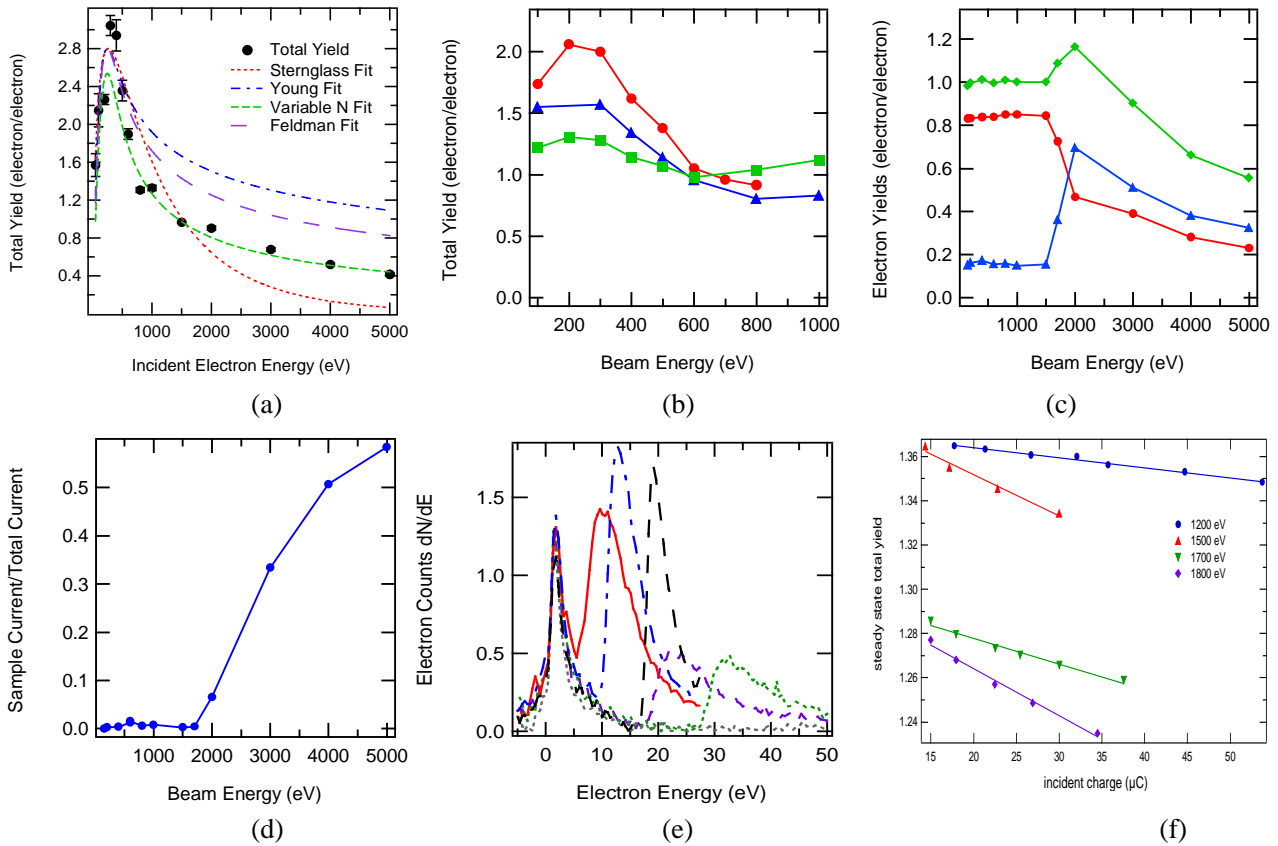 Total Yield (electron/electron)
2.8
2.4
2.0
1.6
1.2
0.8
0.4
1000
2000
3000
4000
5000
Incident Electron Energy (eV)
Total Yield
Sternglass Fit
Young Fit
Variable N Fit
Feldman Fit
(a)
Total Yield (electron/electron)
2.0
1.5
1.0
0.5
0.0
200
400
600
800
1000
Beam Energy (eV)
(b)
Electron Yields (electron/electron)
1.2
1.0
0.8
0.6
0.4
0.2
0.0
1000
2000
3000
4000
5000
Beam Energy (eV)
(c)
Sample Current/Total Current
0.5
0.4
0.3
0.2
0.1
0.0
1000
2000
3000
4000
5000
Beam Energy (eV)
(d)
Electron Counts dN/dE
1.5
1.0
0.5
0.0
0
10
20
30
40
50
Electron Energy (eV)
(e)
steady state total yield
1.36
1.34
1.32
1.30
1.28
1.26
1.24
15
20
25
30
35
40
45
50
incident charge (µC)
1200 eV
1500 eV
1700 eV
1800 eV
(f)